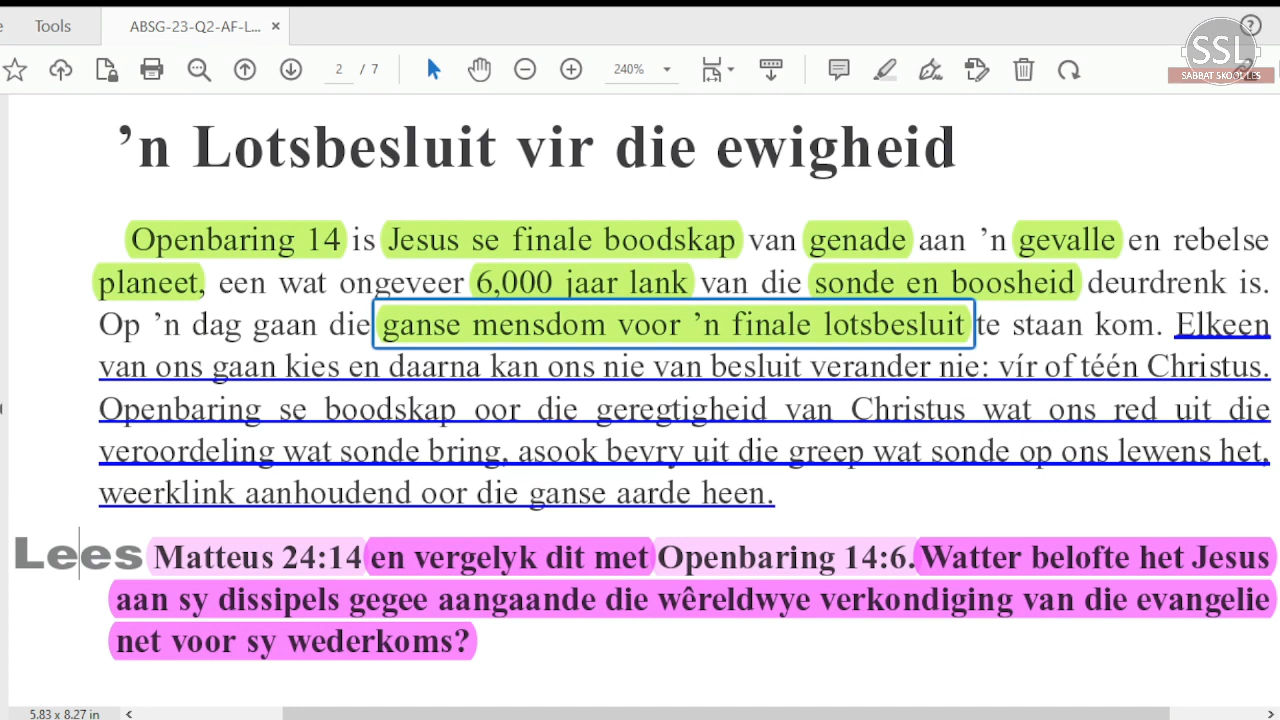 Tools
ABSG-23-Q2-AF-L... ×
2 / 7
240%
SSL
SABBAT SKOOL LES
’n Lotsbesluit vir die ewigheid
Openbaring 14 is Jesus se finale boodskap van genade aan ’n gevalle en rebelse
planeet, een wat ongeveer 6,000 jaar lank van die sonde en boosheid deurdrenk is.
Op ’n dag gaan die ganse mensdom voor ’n finale lotsbesluit te staan kom. Elkeen
van ons gaan kies en daarna kan ons nie van besluit verander nie: vír of téén Christus.
Openbaring se boodskap oor die geregtigheid van Christus wat ons red uit die
veroordeling wat sonde bring, asook bevry uit die greep wat sonde op ons lewens het,
weerklink aanhoudend oor die ganse aarde heen.
Lees Matteus 24:14 en vergelyk dit met Openbaring 14:6. Watter belofte het Jesus
aan sy dissipels gegee aangaande die wêreldwye verkondiging van die evangelie
net voor sy wederkoms?
5.83 x 8.27 in